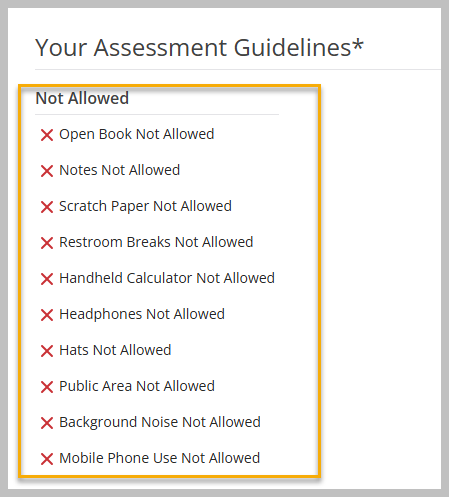 Your Assessment Guidelines*
Not Allowed
Open Book Not Allowed
Notes Not Allowed
Scratch Paper Not Allowed
Restroom Breaks Not Allowed
Handheld Calculator Not Allowed
Headphones Not Allowed
Hats Not Allowed
Public Area Not Allowed
Background Noise Not Allowed
Mobile Phone Use Not Allowed